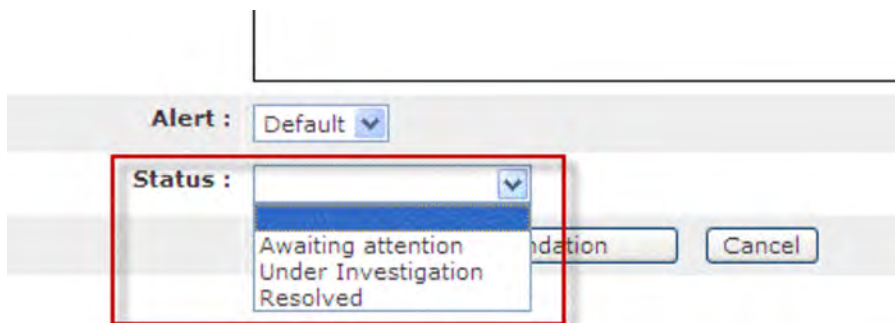 Alert :
Default
Status :
Awaiting attention
Under Investigation
Resolved
Cancel